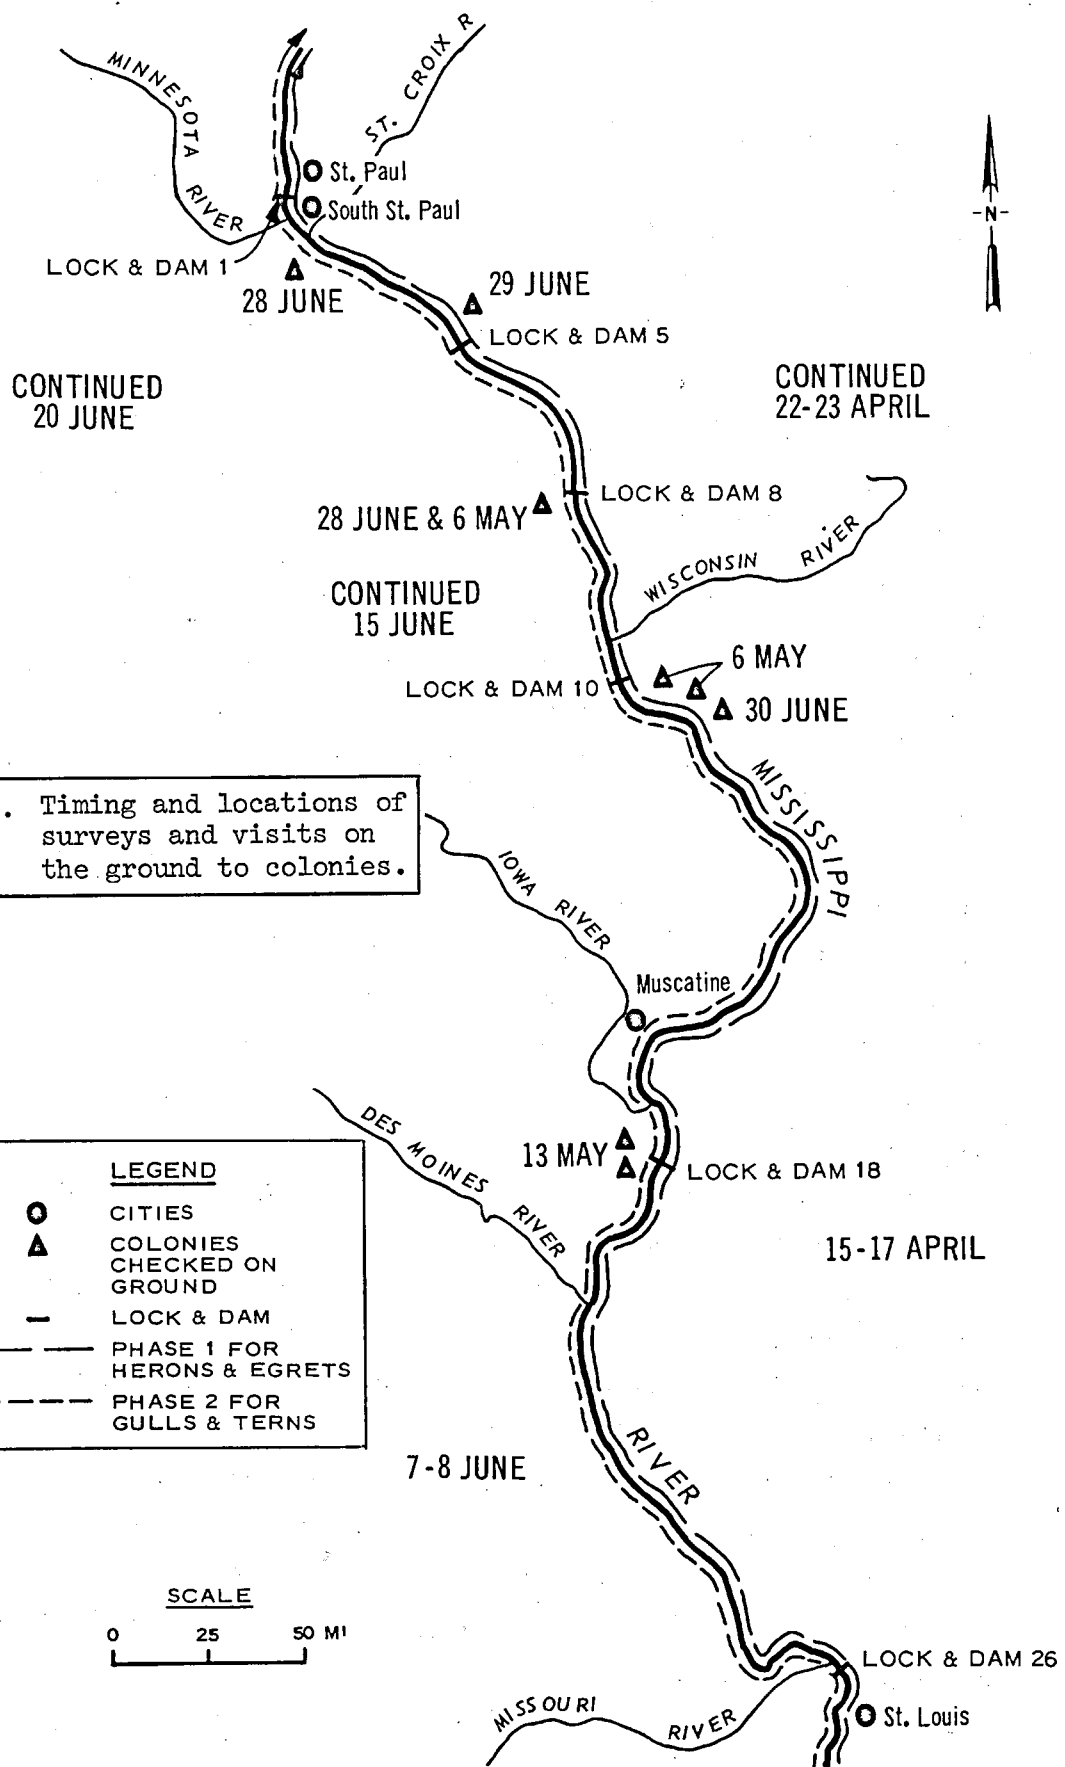 MINNESOTA
RIVER
ST. CROIX R
St. Paul
South St. Paul
-N-
LOCK & DAM 1
28 JUNE
29 JUNE
LOCK & DAM 5
CONTINUED
20 JUNE
CONTINUED
22-23 APRIL
LOCK & DAM 8
28 JUNE & 6 MAY
WISCONSIN RIVER
CONTINUED
15 JUNE
6 MAY
LOCK & DAM 10
30 JUNE
MISSISSIPPI
. Timing and locations of
surveys and visits on
the ground to colonies.
IOWA RIVER
Muscatine
DES MOINES RIVER
13 MAY
LOCK & DAM 18
15-17 APRIL
LEGEND
CITIES
COLONIES
CHECKED ON
GROUND
LOCK & DAM
PHASE 1 FOR
HERONS & EGRETS
PHASE 2 FOR
GULLS & TERNS
7-8 JUNE
RIVER
SCALE
0 25 50 MI
LOCK & DAM 26
MISSOURI RIVER
St. Louis